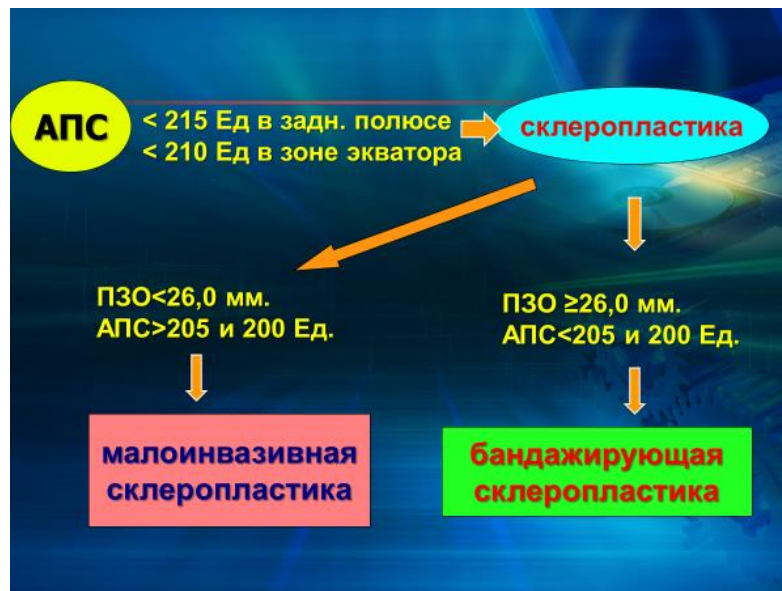 АПС
< 215 Ед в задн. полюсе
< 210 Ед в зоне экватора
склеропластика
ПЗО<26,0 мм.
АПС>205 и 200 Ед.
ПЗО ≥26,0 мм.
АПС<205 и 200 Ед.
малоинвазивная
склеропластика
бандажирующая
склеропластика